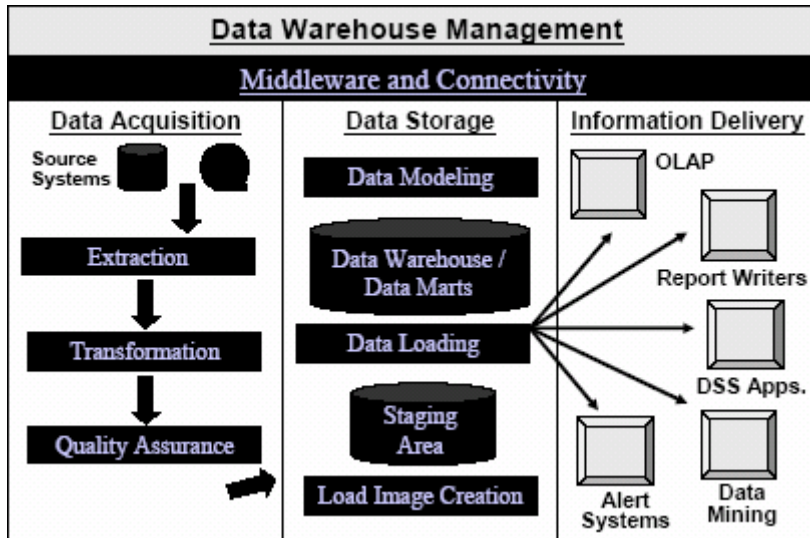 Data Warehouse Management
Middleware and Connectivity
Data Acquisition
Source
Systems
Extraction
Transformation
Quality Assurance
Data Storage
Data Modeling
Data Warehouse /
Data Marts
Data Loading
Staging
Area
Load Image Creation
Information Delivery
OLAP
Report Writers
DSS Apps.
Alert
Systems
Data
Mining